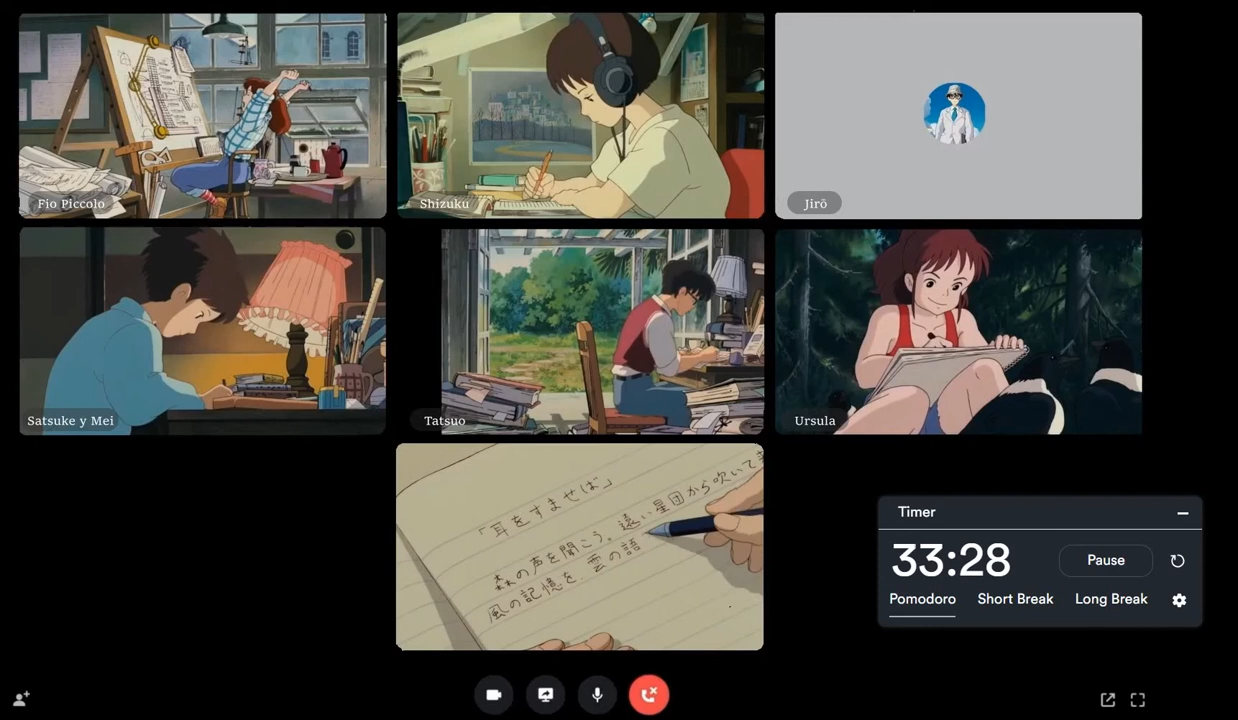 Fio Piccolo
Shizuku
Jirō
Satsuke y Mei
Tatsuo
Ursula
「耳をすませば」
森の声を聞こう。遠い星団から吹いて
風の記憶を、雲の語
Timer
33:28
Pause
Pomodoro
Short Break
Long Break